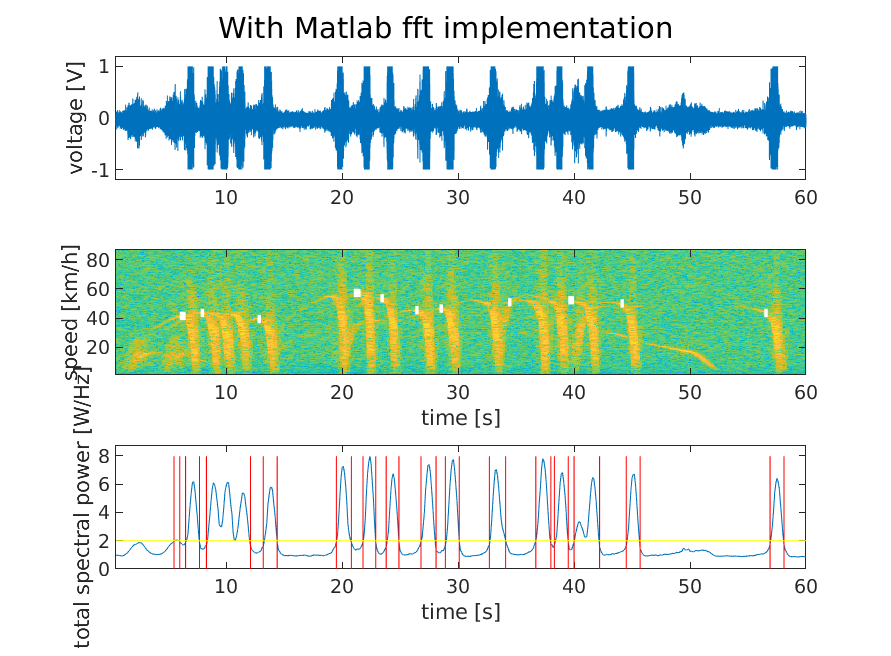 With Matlab fft implementation
voltage [V]
1
0
-1
10 20 30 40 50 60
speed [km/h]
80
60
40
20
10 20 30 40 50 60
time [s]
total spectral power [W/Hz]
8
6
4
2
0
10 20 30 40 50 60
time [s]